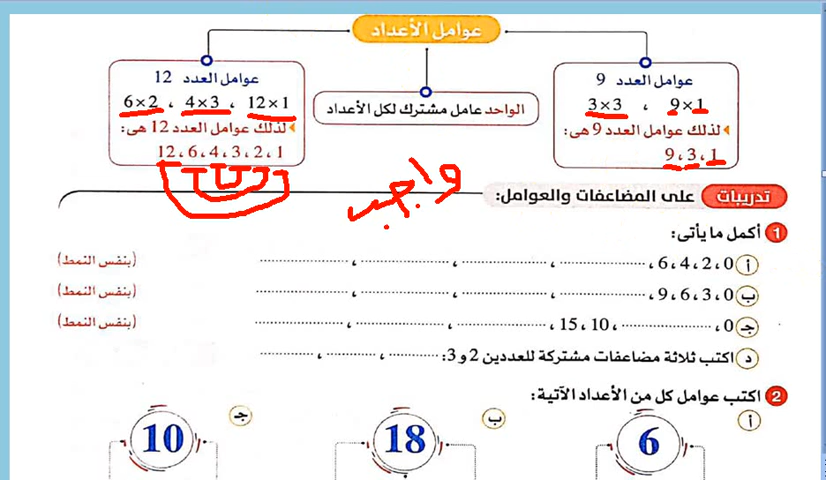 عوامل الأعداد
عوامل العدد 9
9×1 ، 3×3
لذلك عوامل العدد 9 هى:
1، 3، 9
الواحد عامل مشترك لكل الأعداد
عوامل العدد 12
12×1 ، 4×3 ، 6×2
لذلك عوامل العدد 12 هى:
1، 2، 3، 4، 6، 12
واجب
تدريبات على المضاعفات والعوامل:
1 أكمل ما يأتى:
أ 0، 2، 4، 6، .................. ، .................. ، .................. ، .................. (بنفس النمط)
ب 0، 3، 6، 9، .................. ، .................. ، .................. ، .................. (بنفس النمط)
جـ 0، .................. ، 10، 15، .................. ، .................. ، .................. (بنفس النمط)
د اكتب ثلاثة مضاعفات مشتركة للعددين 2 و 3: ........... ، ........... ، ...........
2 اكتب عوامل كل من الأعداد الآتية:
أ 6
ب 18
جـ 10